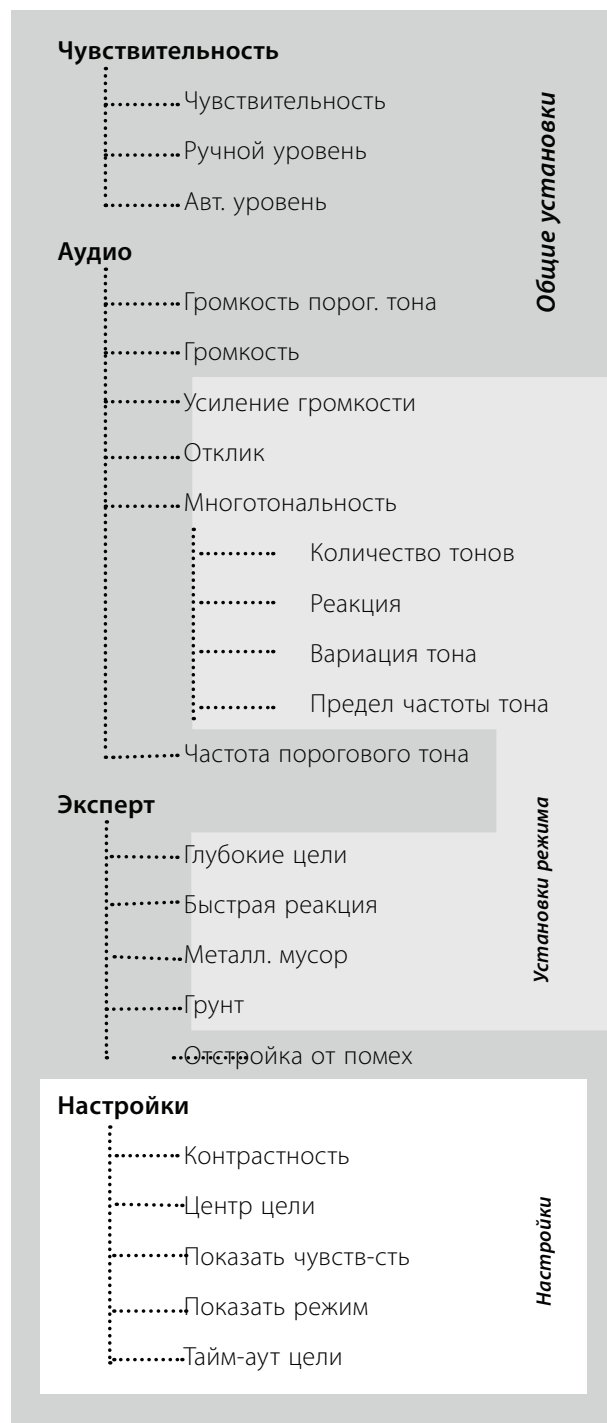 Чувствительность
Чувствительность
Ручной уровень
Авт. уровень
Общие установки
Аудио
Громкость порог. тона
Громкость
Усиление громкости
Отклик
Многотональность
Количество тонов
Реакция
Вариация тона
Предел частоты тона
Частота порогового тона
Эксперт
Глубокие цели
Быстрая реакция
Металл. мусор
Грунт
Установки режима
Отстройка от помех
Настройки
Контрастность
Центр цели
Показать чувств-сть
Показать режим
Тайм-аут цели
Настройки